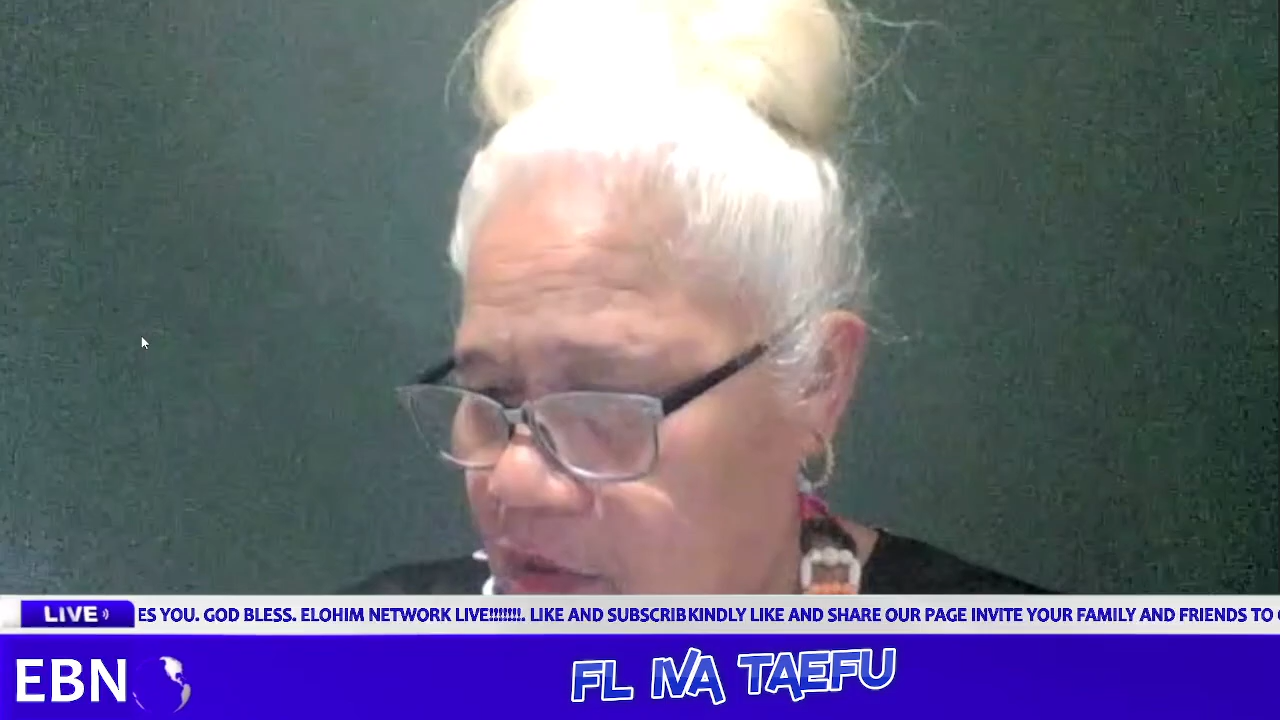 LIVE
ES YOU. GOD BLESS. ELOHIM NETWORK LIVE!!!!!!!. LIKE AND SUBSCRIBKINDLY LIKE AND SHARE OUR PAGE INVITE YOUR FAMILY AND FRIENDS TO
EBN
FL IVA TAEFU